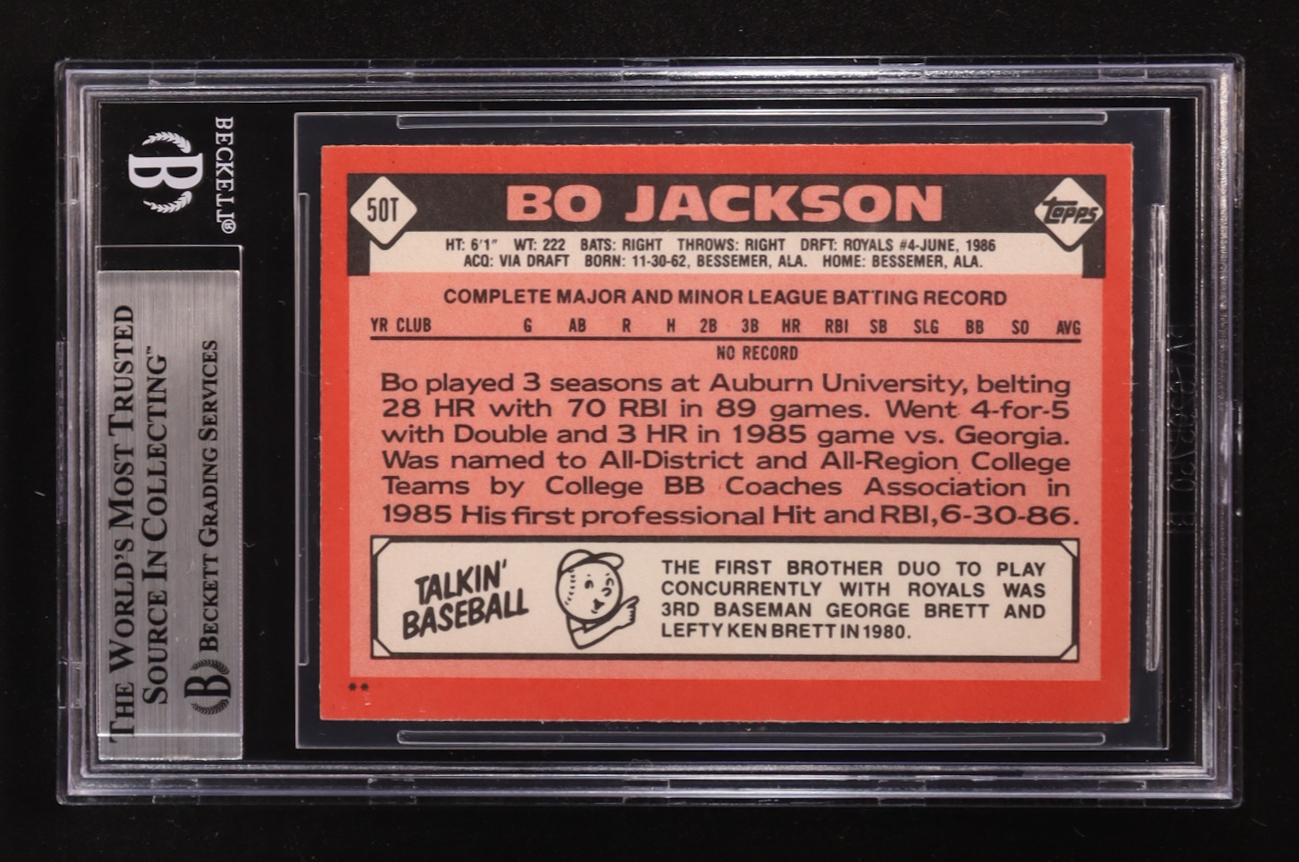 BECKETT®
THE WORLD'S MOST TRUSTED
SOURCE IN COLLECTING™
BECKETT GRADING SERVICES
50T
BO JACKSON
Topps
HT: 6'1" WT: 222 BATS: RIGHT THROWS: RIGHT DRFT: ROYALS #4-JUNE, 1986
ACQ: VIA DRAFT BORN: 11-30-62, BESSEMER, ALA. HOME: BESSEMER, ALA.
COMPLETE MAJOR AND MINOR LEAGUE BATTING RECORD
YR CLUB G AB R H 2B 3B HR RBI SB SLG BB SO AVG
NO RECORD
Bo played 3 seasons at Auburn University, belting
28 HR with 70 RBI in 89 games. Went 4-for-5
with Double and 3 HR in 1985 game vs. Georgia.
Was named to All-District and All-Region College
Teams by College BB Coaches Association in
1985 His first professional Hit and RBI, 6-30-86.
TALKIN'
BASEBALL
THE FIRST BROTHER DUO TO PLAY
CONCURRENTLY WITH ROYALS WAS
3RD BASEMAN GEORGE BRETT AND
LEFTY KEN BRETT IN 1980.
**